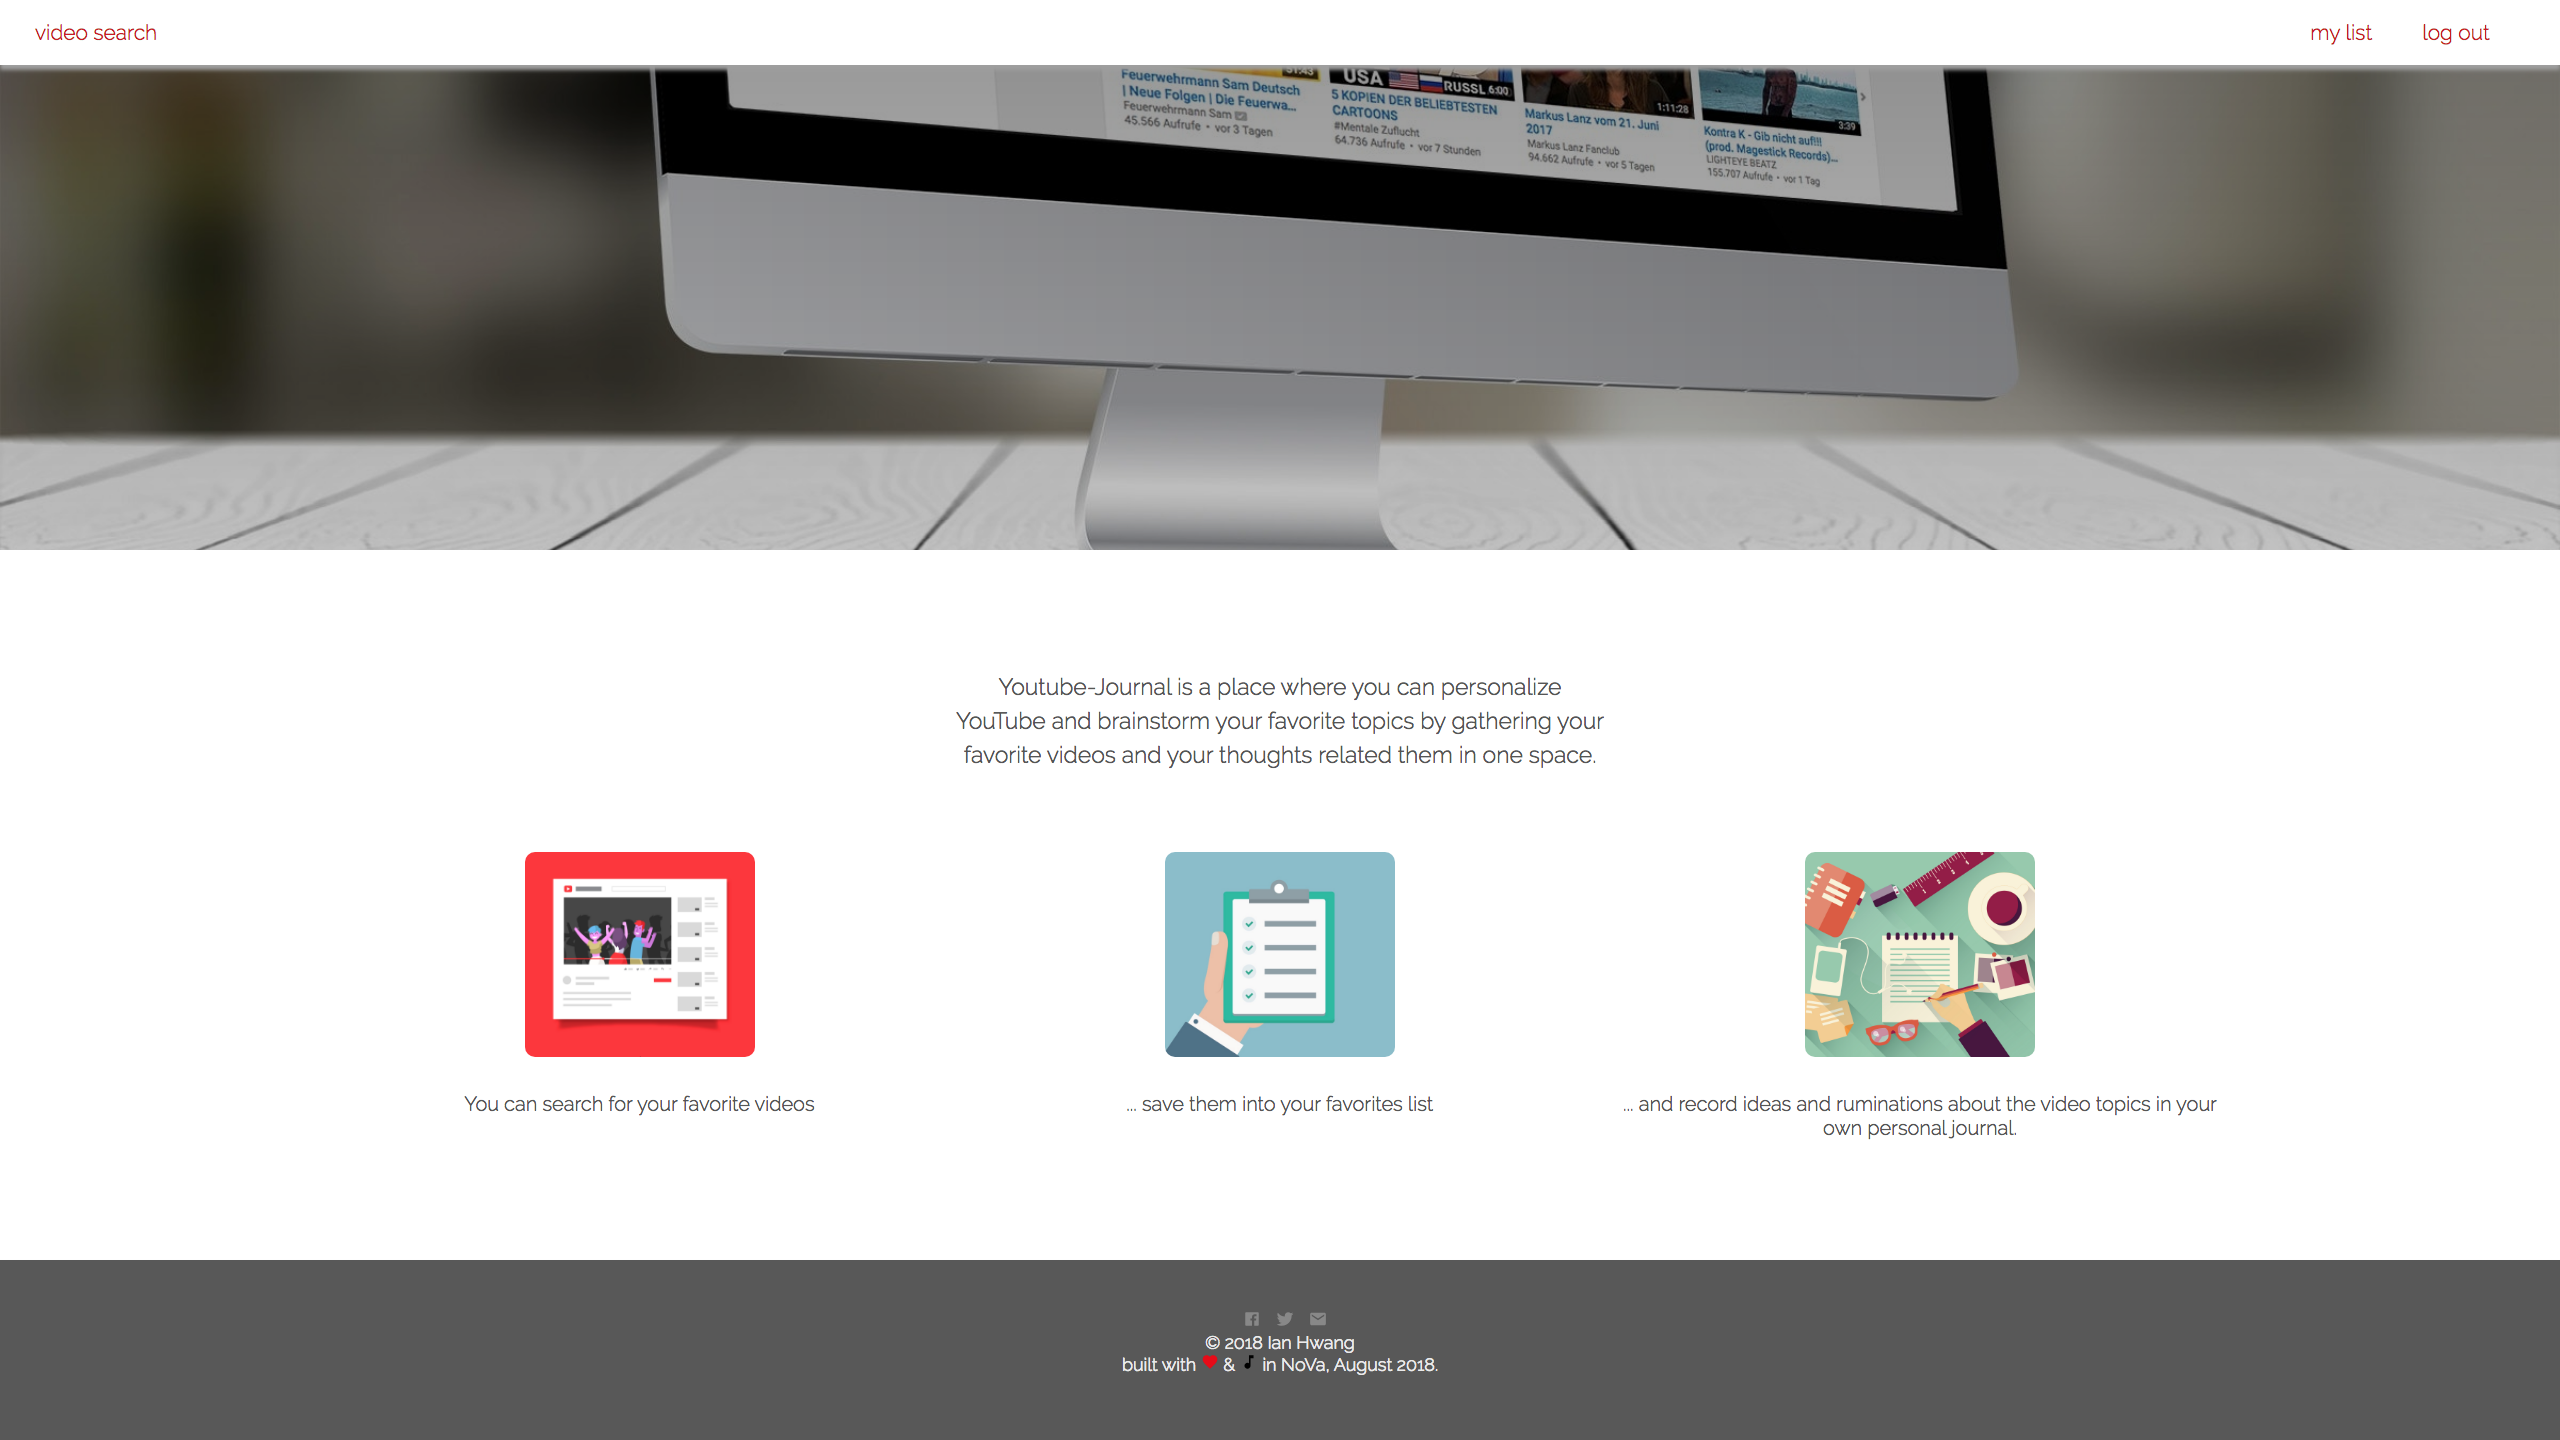 video search
my list
log out
51:43
Feuerwehrmann Sam Deutsch
| Neue Folgen | Die Feuerwa...
Feuerwehrmann Sam
45.566 Aufrufe • vor 3 Tagen
USA RUSSL 6:00
5 KOPIEN DER BELIEBTESTEN
CARTOONS
#Mentale Zuflucht
64.736 Aufrufe • vor 7 Stunden
1:11:28
Markus Lanz vom 21. Juni
2017
Markus Lanz Fanclub
94.662 Aufrufe • vor 5 Tagen
3:39
Kontra K - Gib nicht auf!!!
(prod. Magestick Records)...
LIGHTEYE BEATZ
155.707 Aufrufe • vor 1 Tag
Youtube-Journal is a place where you can personalize
YouTube and brainstorm your favorite topics by gathering your
favorite videos and your thoughts related them in one space.
You can search for your favorite videos
... save them into your favorites list
... and record ideas and ruminations about the video topics in your
own personal journal.
© 2018 Ian Hwang
built with ❤ & ♪ in NoVa, August 2018.